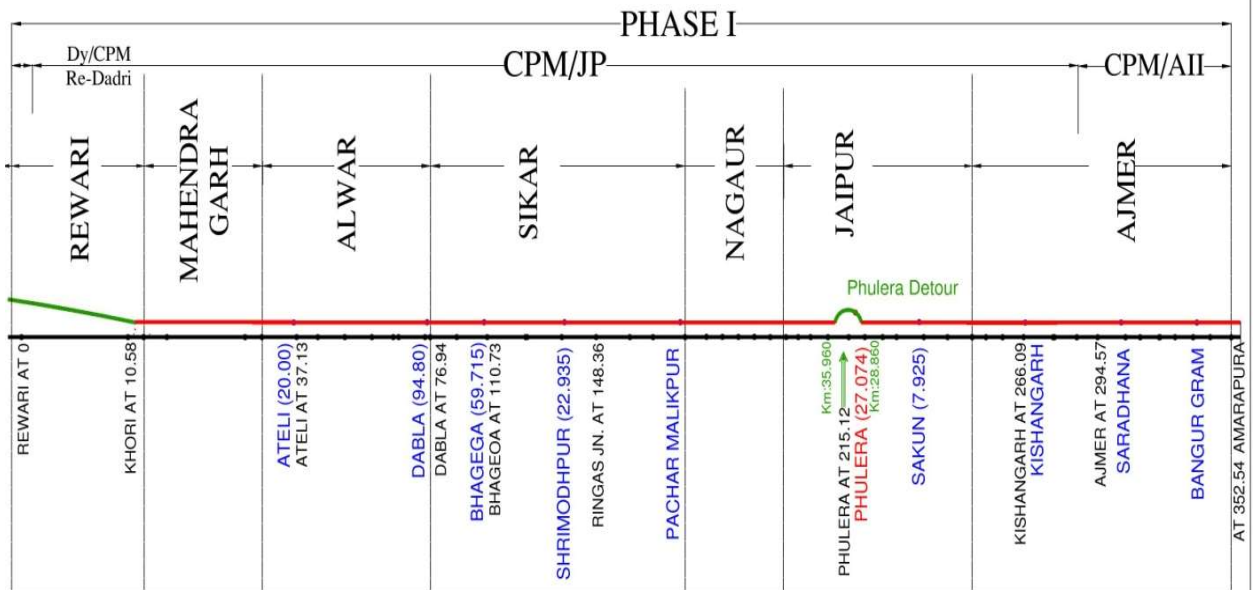 PHASE I
Dy/CPM
Re-Dadri
CPM/JP
CPM/AII
REWARI
MAHENDRA
GARH
ALWAR
SIKAR
NAGAUR
JAIPUR
AJMER
Phulera Detour
REWARI AT 0
KHORI AT 10.58
ATELI (20.00)
ATELI AT 37.13
DABLA (94.80)
DABLA AT 76.94
BHAGEGA (59.715)
BHAGEOA AT 110.73
SHRIMODHPUR (22.935)
RINGAS JN. AT 148.36
PACHAR MALIKPUR
Km:35.960
PHULERA AT 215.12
PHULERA (27.074)
Km:28.860
SAKUN (7.925)
KISHANGARH AT 266.09
KISHANGARH
AJMER AT 294.57
SARADHANA
BANGUR GRAM
AT 352.54 AMARAPURA